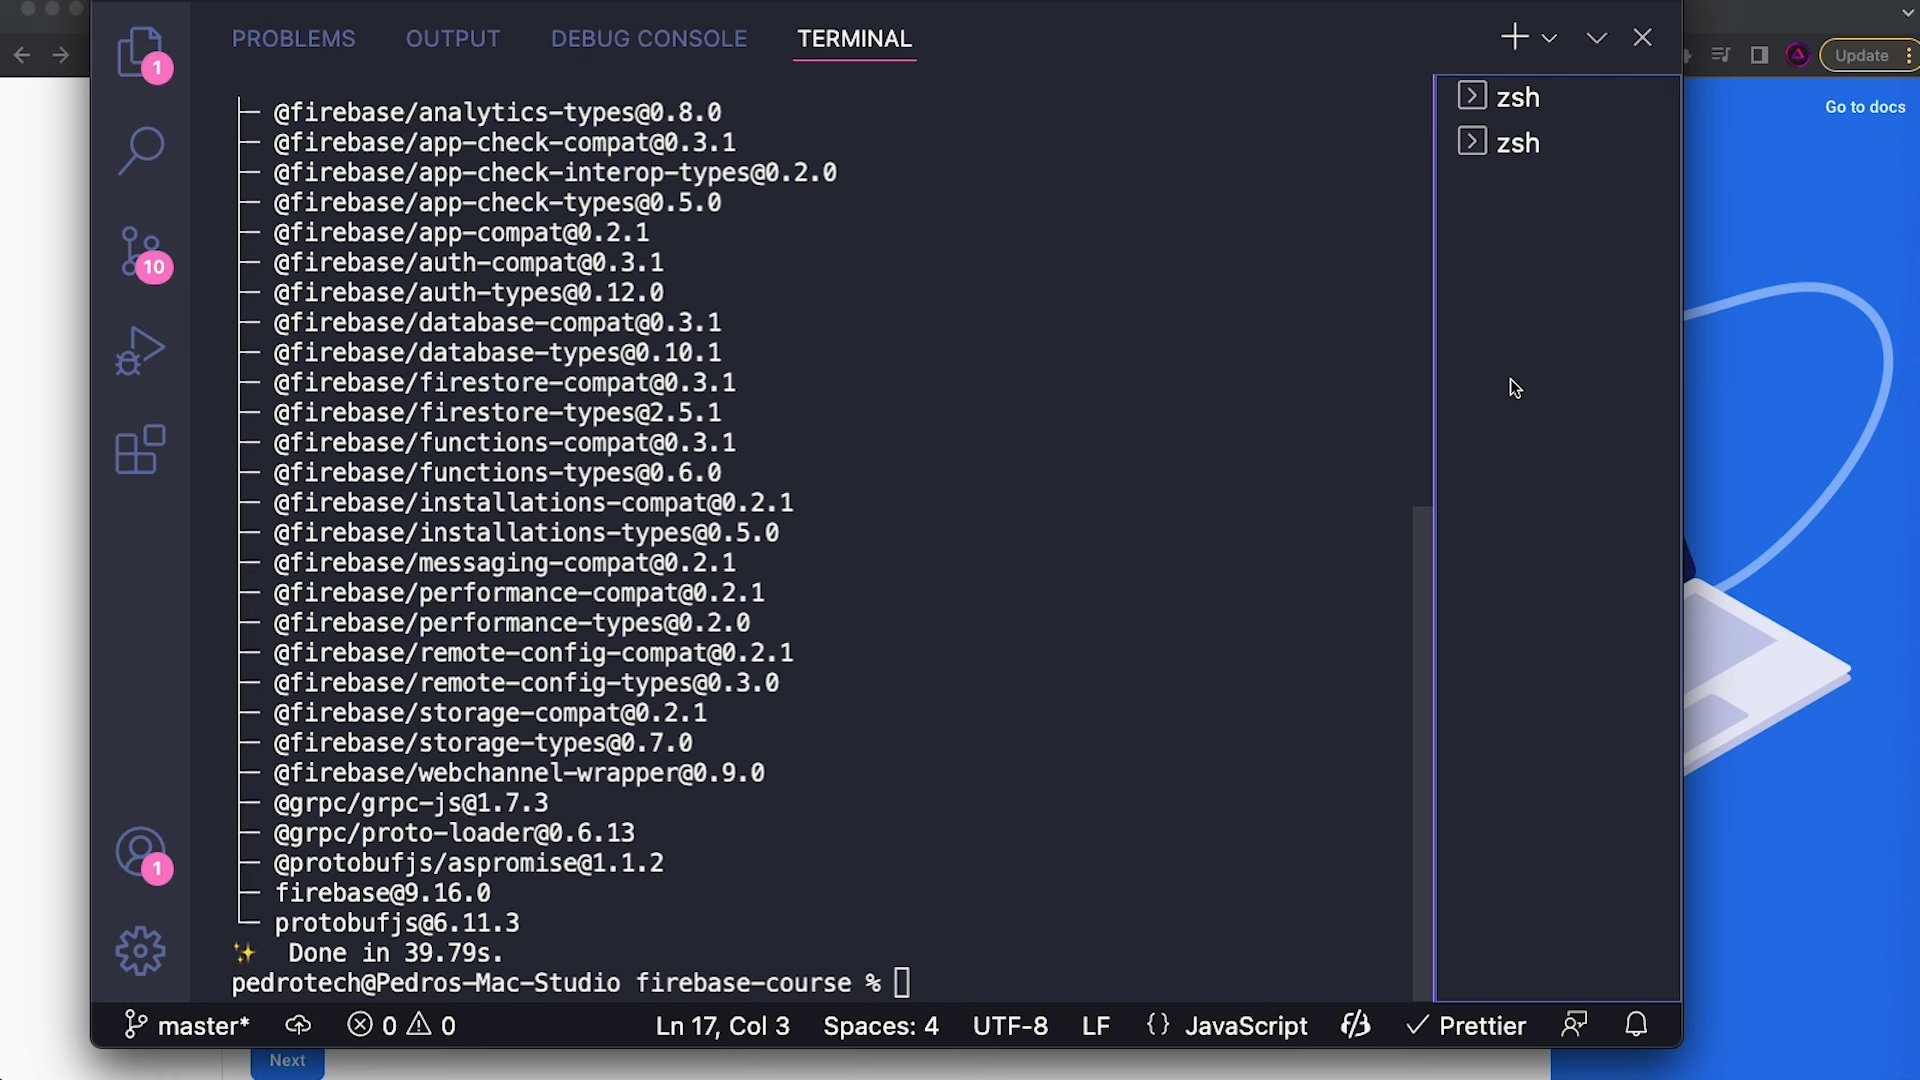 PROBLEMS OUTPUT DEBUG CONSOLE TERMINAL
Update
Go to docs
1
10
1
@firebase/analytics-types@0.8.0
@firebase/app-check-compat@0.3.1
@firebase/app-check-interop-types@0.2.0
@firebase/app-check-types@0.5.0
@firebase/app-compat@0.2.1
@firebase/auth-compat@0.3.1
@firebase/auth-types@0.12.0
@firebase/database-compat@0.3.1
@firebase/database-types@0.10.1
@firebase/firestore-compat@0.3.1
@firebase/firestore-types@2.5.1
@firebase/functions-compat@0.3.1
@firebase/functions-types@0.6.0
@firebase/installations-compat@0.2.1
@firebase/installations-types@0.5.0
@firebase/messaging-compat@0.2.1
@firebase/performance-compat@0.2.1
@firebase/performance-types@0.2.0
@firebase/remote-config-compat@0.2.1
@firebase/remote-config-types@0.3.0
@firebase/storage-compat@0.2.1
@firebase/storage-types@0.7.0
@firebase/webchannel-wrapper@0.9.0
@grpc/grpc-js@1.7.3
@grpc/proto-loader@0.6.13
@protobufjs/aspromise@1.1.2
firebase@9.16.0
protobufjs@6.11.3
✨ Done in 39.79s.
pedrotech@Pedros-Mac-Studio firebase-course %
zsh
zsh
master* 0 0 Ln 17, Col 3 Spaces: 4 UTF-8 LF {} JavaScript Prettier
Next